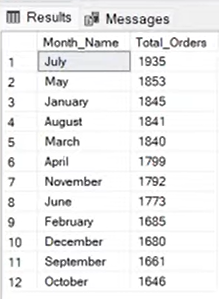 Results Messages
Month_Name Total_Orders
1 July 1935
2 May 1853
3 January 1845
4 August 1841
5 March 1840
6 April 1799
7 November 1792
8 June 1773
9 February 1685
10 December 1680
11 September 1661
12 October 1646